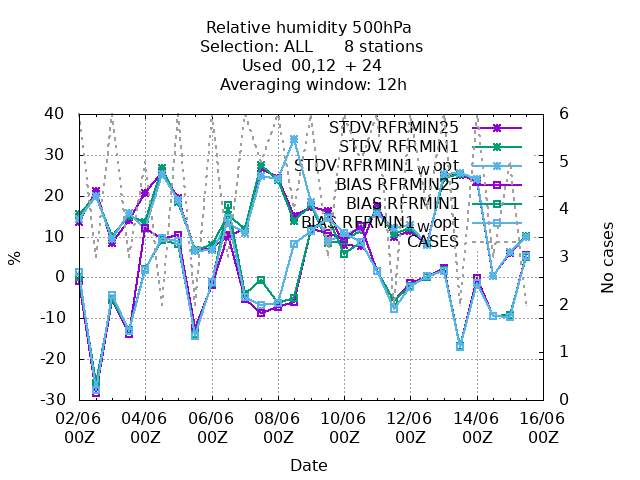 Relative humidity 500hPa
Selection: ALL 8 stations
Used 00,12 + 24
Averaging window: 12h
40
30
20
10
0
-10
-20
-30
%
6
5
4
3
2
1
0
No cases
STDV RFRMIN25
STDV RFRMIN1
STDV RFRMIN1wopt
BIAS RFRMIN25
BIAS RFRMIN1
BIAS RFRMIN1wopt
CASES
02/06 04/06 06/06 08/06 10/06 12/06 14/06 16/06
00Z 00Z 00Z 00Z 00Z 00Z 00Z 00Z
Date